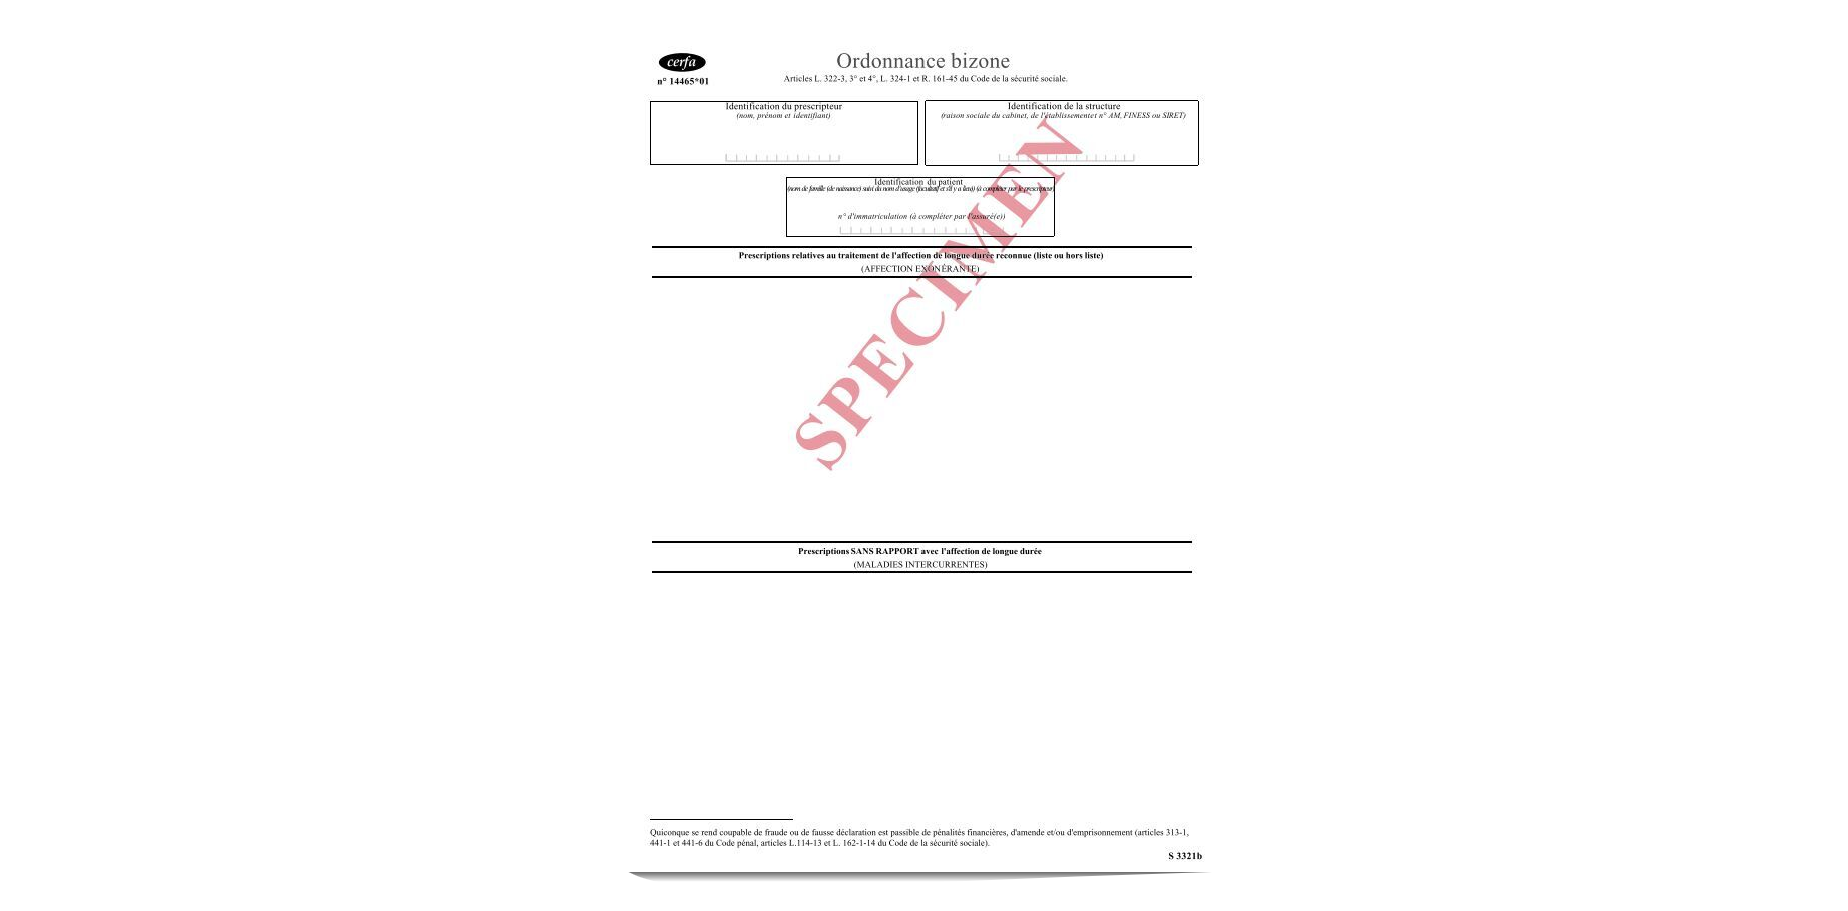 cerfa
n° 14465*01
Ordonnance bizone
Articles L. 322-3, 3° et 4°, L. 324-1 et R. 161-45 du Code de la sécurité sociale.
Identification du prescripteur
(nom, prénom et identifiant)
Identification de la structure
(raison sociale du cabinet, de l'établissementet n° AM, FINESS ou SIRET)
Identification du patient
(nom de famille (de naissance) suivi du nom d'usage (facultatif et s'il y a lieu)) (à compléter par le prescripteur)
n° d'immatriculation (à compléter par l'assuré(e))
Prescriptions relatives au traitement de l'affection de longue durée reconnue (liste ou hors liste)
(AFFECTION EXONÉRANTE)
SPECIMEN
Prescriptions SANS RAPPORT avec l'affection de longue durée
(MALADIES INTERCURRENTES)
Quiconque se rend coupable de fraude ou de fausse déclaration est passible de pénalités financières, d'amende et/ou d'emprisonnement (articles 313-1,
441-1 et 441-6 du Code pénal, articles L.114-13 et L. 162-1-14 du Code de la sécurité sociale).
S 3321b